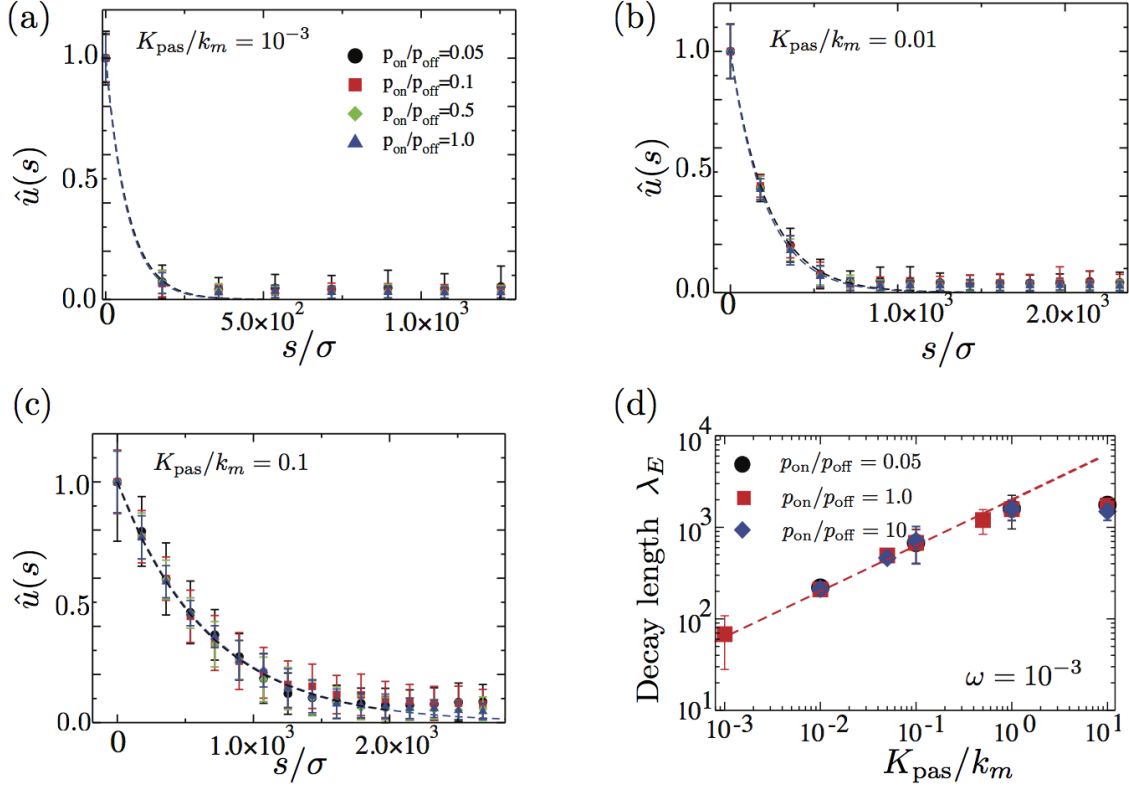 (a)
K_pas/k_m = 10^-3
p_on/p_off=0.05
p_on/p_off=0.1
p_on/p_off=0.5
p_on/p_off=1.0
1.0
0.5
0.0
û(s)
0
5.0×10^2
1.0×10^3
s/σ
(b)
K_pas/k_m = 0.01
1.0
0.5
0.0
û(s)
0
1.0×10^3
2.0×10^3
s/σ
(c)
K_pas/k_m = 0.1
1.0
0.5
0.0
û(s)
0
1.0×10^3
2.0×10^3
s/σ
(d)
p_on/p_off = 0.05
p_on/p_off = 1.0
p_on/p_off = 10
Decay length λ_E
10^4
10^3
10^2
10^1
ω = 10^-3
10^-3
10^-2
10^-1
10^0
10^1
K_pas/k_m